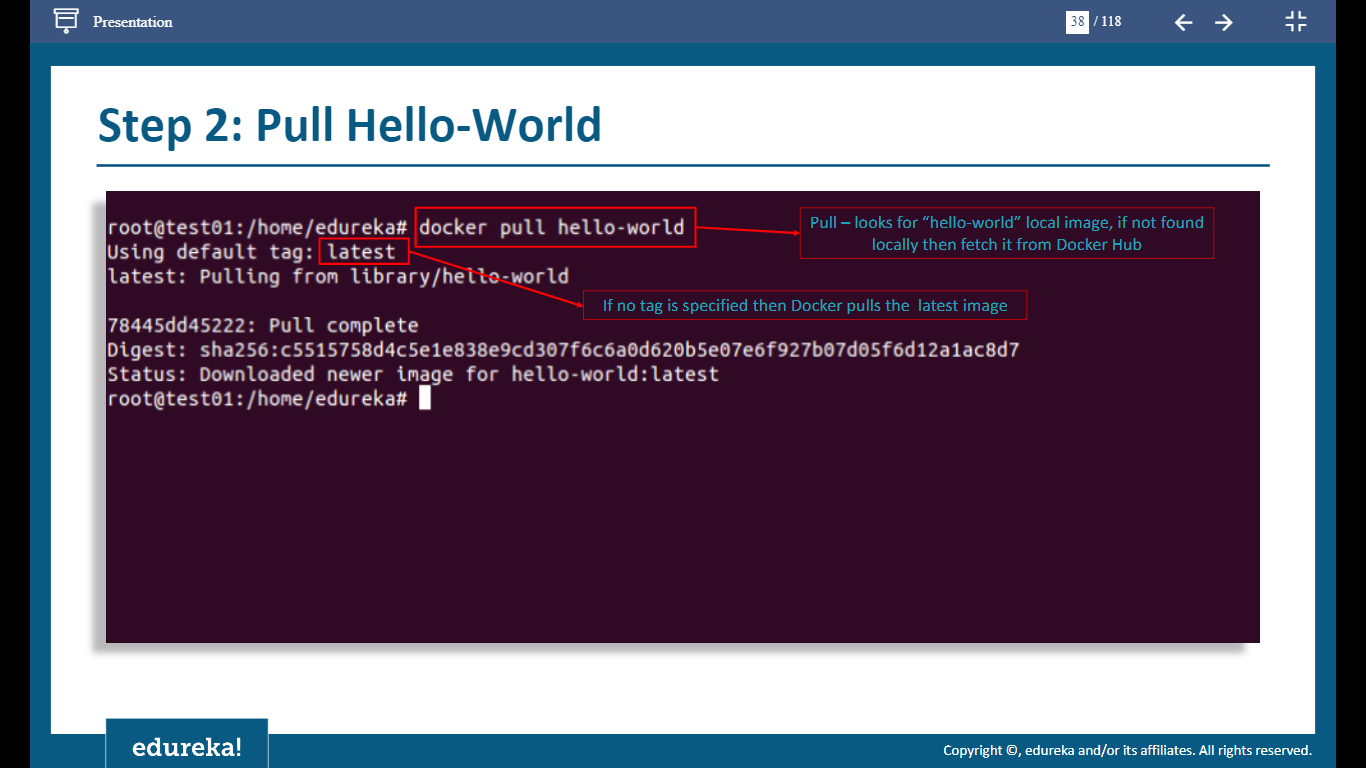 Presentation
38 / 118
Step 2: Pull Hello-World
root@test01:/home/edureka# docker pull hello-world
Using default tag: latest
latest: Pulling from library/hello-world
Pull – looks for “hello-world” local image, if not found
locally then fetch it from Docker Hub
If no tag is specified then Docker pulls the latest image
78445dd45222: Pull complete
Digest: sha256:c5515758d4c5e1e838e9cd307f6c6a0d620b5e07e6f927b07d05f6d12a1ac8d7
Status: Downloaded newer image for hello-world:latest
root@test01:/home/edureka#
edureka!
Copyright ©, edureka and/or its affiliates. All rights reserved.